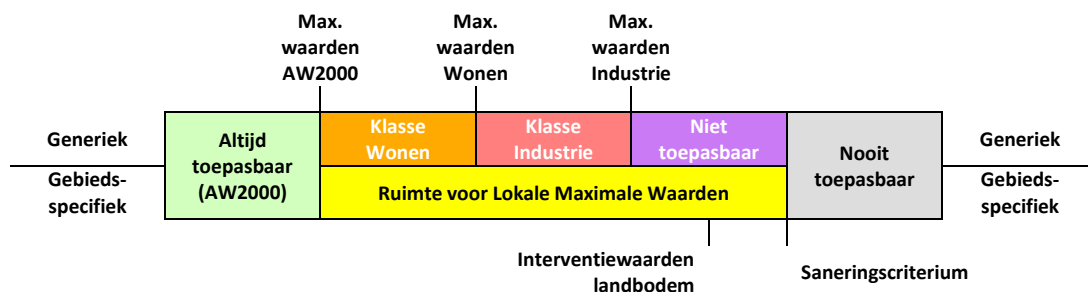 Max.
waarden
AW2000
Max.
waarden
Wonen
Max.
waarden
Industrie
Generiek
Gebieds-
specifiek
Altijd
toepasbaar
(AW2000)
Klasse
Wonen
Klasse
Industrie
Niet
toepasbaar
Ruimte voor Lokale Maximale Waarden
Nooit
toepasbaar
Generiek
Gebieds-
specifiek
Interventiewaarden
landbodem
Saneringscriterium